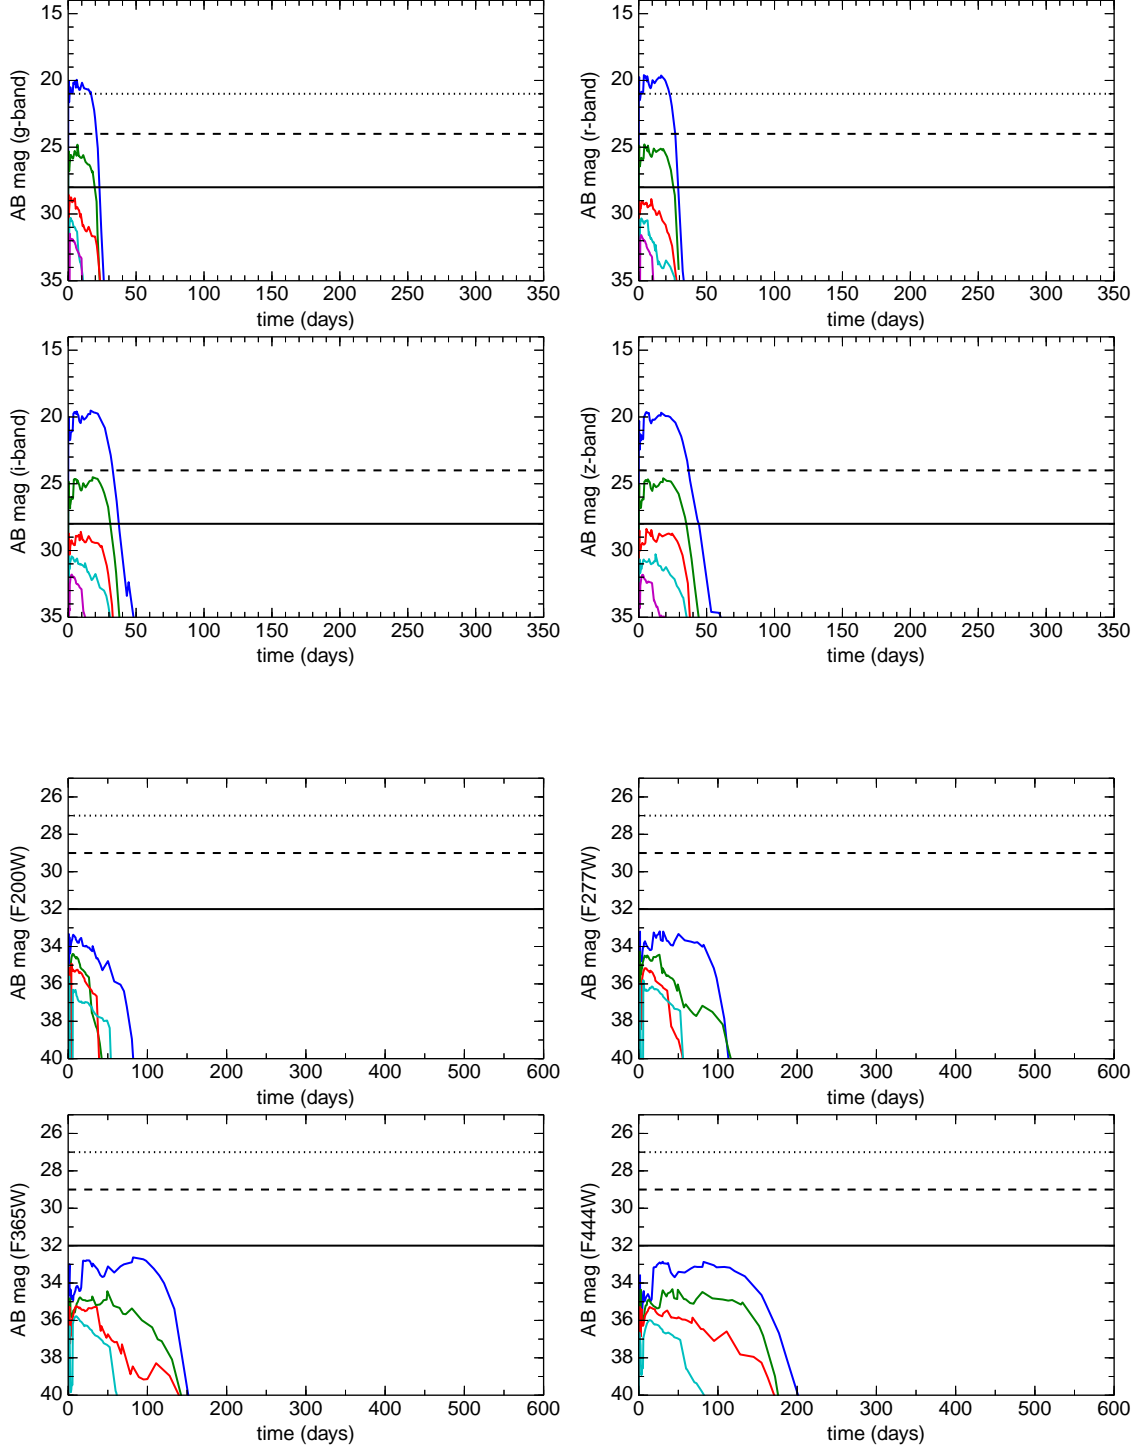 15
20
25
30
35
AB mag (g-band)
0 50 100 150 200 250 300 350
time (days)
15
20
25
30
35
AB mag (r-band)
0 50 100 150 200 250 300 350
time (days)
15
20
25
30
35
AB mag (i-band)
0 50 100 150 200 250 300 350
time (days)
15
20
25
30
35
AB mag (z-band)
0 50 100 150 200 250 300 350
time (days)
26
28
30
32
34
36
38
40
AB mag (F200W)
0 100 200 300 400 500 600
time (days)
26
28
30
32
34
36
38
40
AB mag (F277W)
0 100 200 300 400 500 600
time (days)
26
28
30
32
34
36
38
40
AB mag (F365W)
0 100 200 300 400 500 600
time (days)
26
28
30
32
34
36
38
40
AB mag (F444W)
0 100 200 300 400 500 600
time (days)